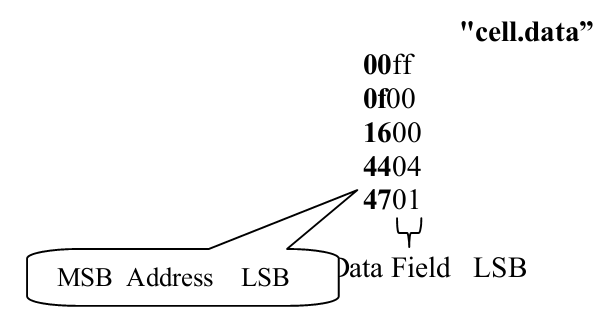 "cell.data”
00ff
0f00
1600
4404
4701
MSB Address LSB
Data Field LSB